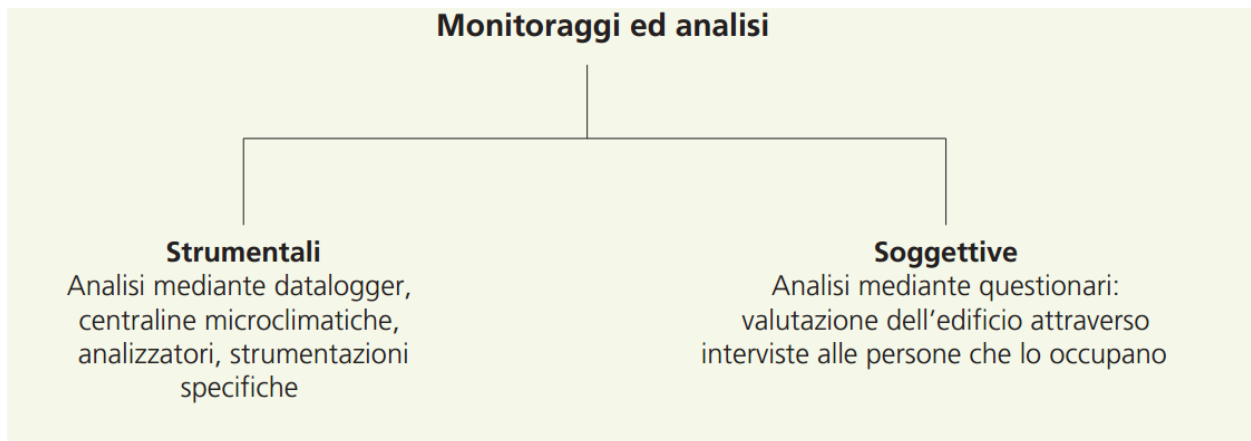 Monitoraggi ed analisi
Strumentali
Analisi mediante datalogger,
centraline microclimatiche,
analizzatori, strumentazioni
specifiche
Soggettive
Analisi mediante questionari:
valutazione dell’edificio attraverso
interviste alle persone che lo occupano